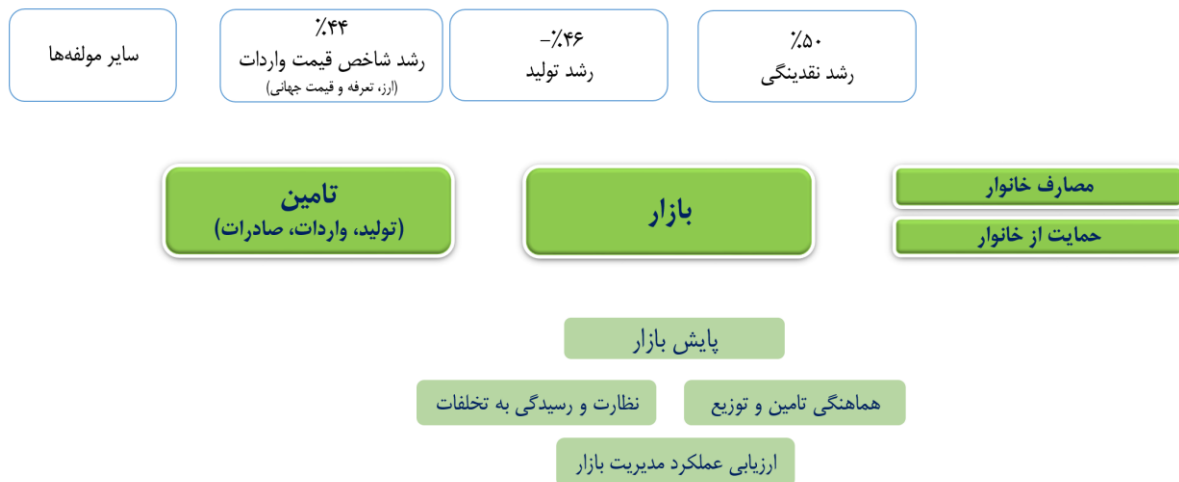 ٪۵۰
رشد نقدینگی
-٪۴۶
رشد تولید
٪۴۴
رشد شاخص قیمت واردات
(ارز، تعرفه و قیمت جهانی)
سایر مولفه‌ها
مصارف خانوار
حمایت از خانوار
بازار
تامین
(تولید، واردات، صادرات)
پایش بازار
هماهنگی تامین و توزیع
نظارت و رسیدگی به تخلفات
ارزیابی عملکرد مدیریت بازار